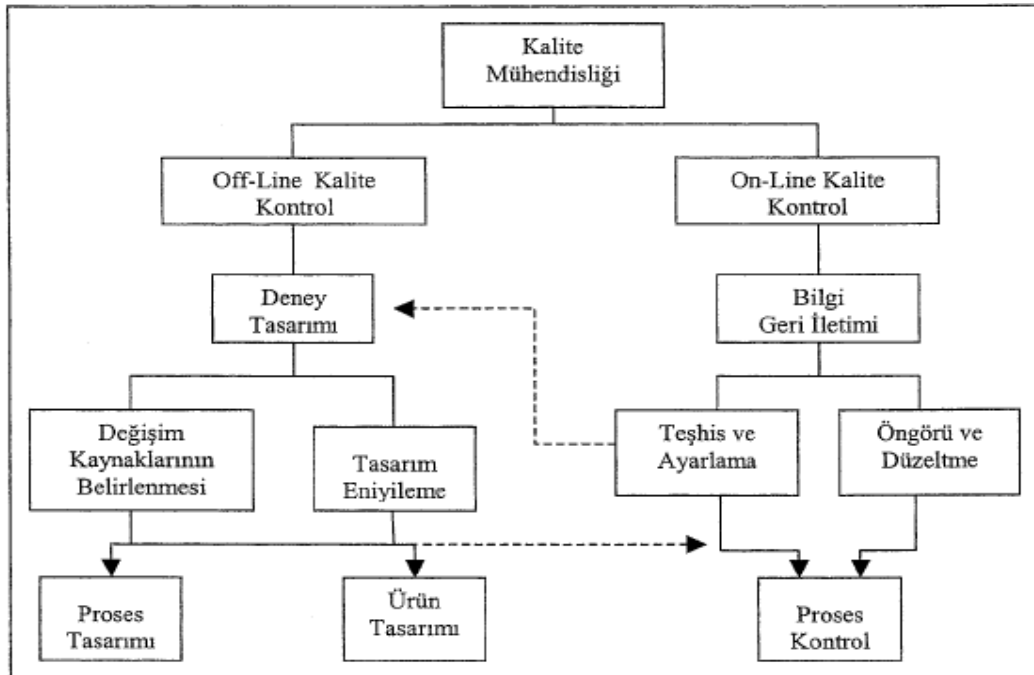 Kalite
Mühendisliği
Off-Line Kalite
Kontrol
On-Line Kalite
Kontrol
Deney
Tasarımı
Bilgi
Geri İletimi
Değişim
Kaynaklarının
Belirlenmesi
Tasarım
Eniyileme
Teşhis ve
Ayarlama
Öngörü ve
Düzeltme
Proses
Tasarımı
Ürün
Tasarımı
Proses
Kontrol